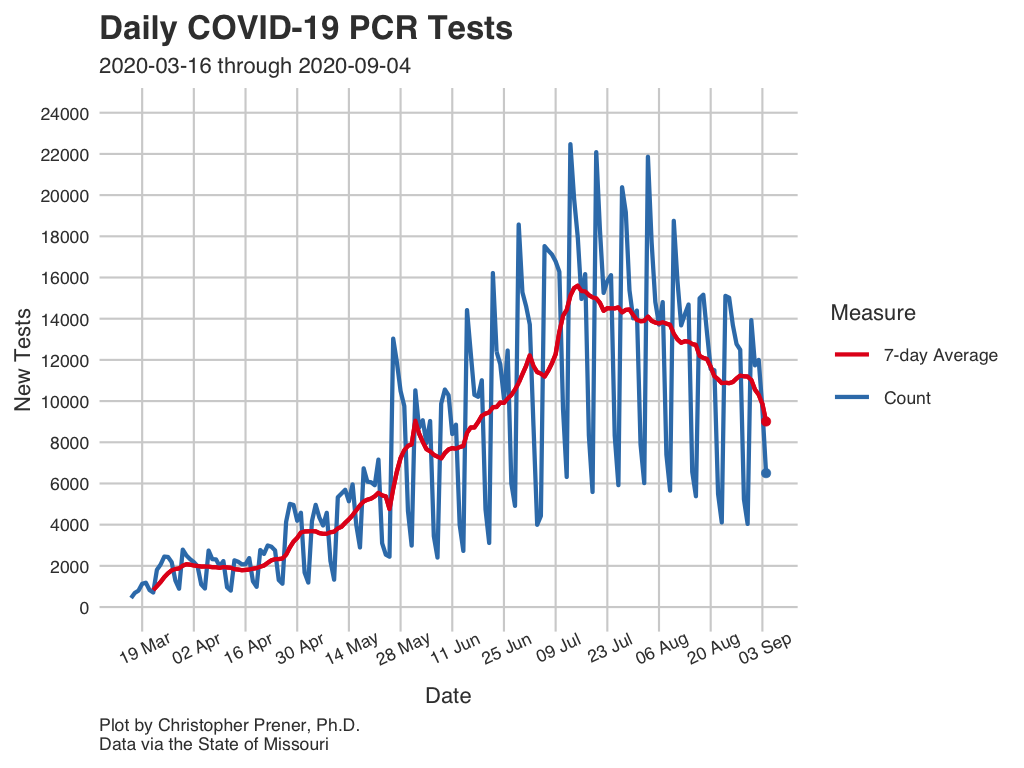 Daily COVID-19 PCR Tests
2020-03-16 through 2020-09-04
24000
22000
20000
18000
16000
14000
12000
10000
8000
6000
4000
2000
0
New Tests
19 Mar
02 Apr
16 Apr
30 Apr
14 May
28 May
11 Jun
25 Jun
09 Jul
23 Jul
06 Aug
20 Aug
03 Sep
Date
Measure
7-day Average
Count
Plot by Christopher Prener, Ph.D.
Data via the State of Missouri